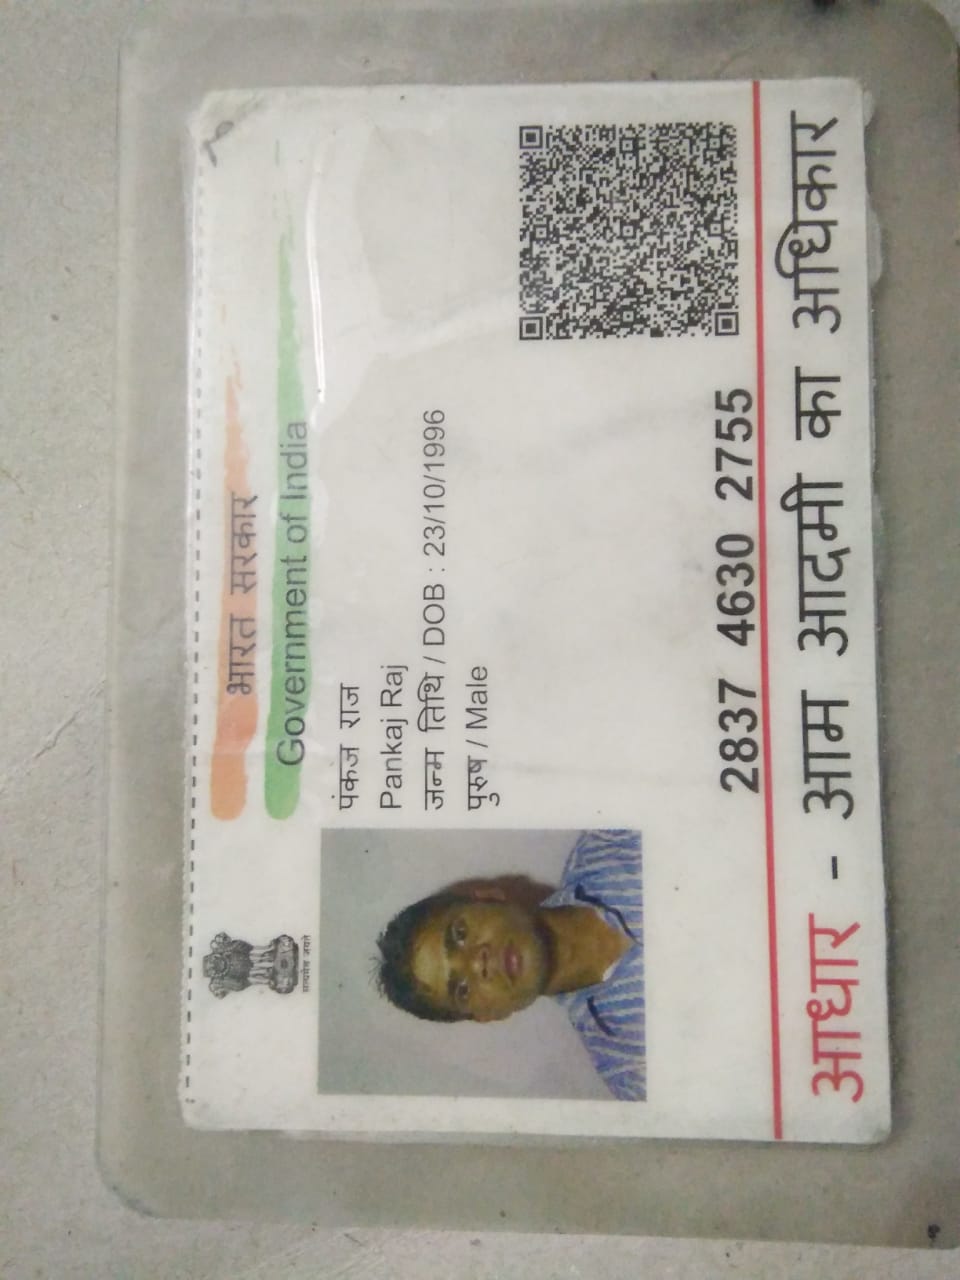 भारत सरकार
Government of India
सत्यमेव जयते
पंकज राज
Pankaj Raj
जन्म तिथि / DOB : 23/10/1996
पुरुष / Male
2837 4630 2755
आधार - आम आदमी का अधिकार